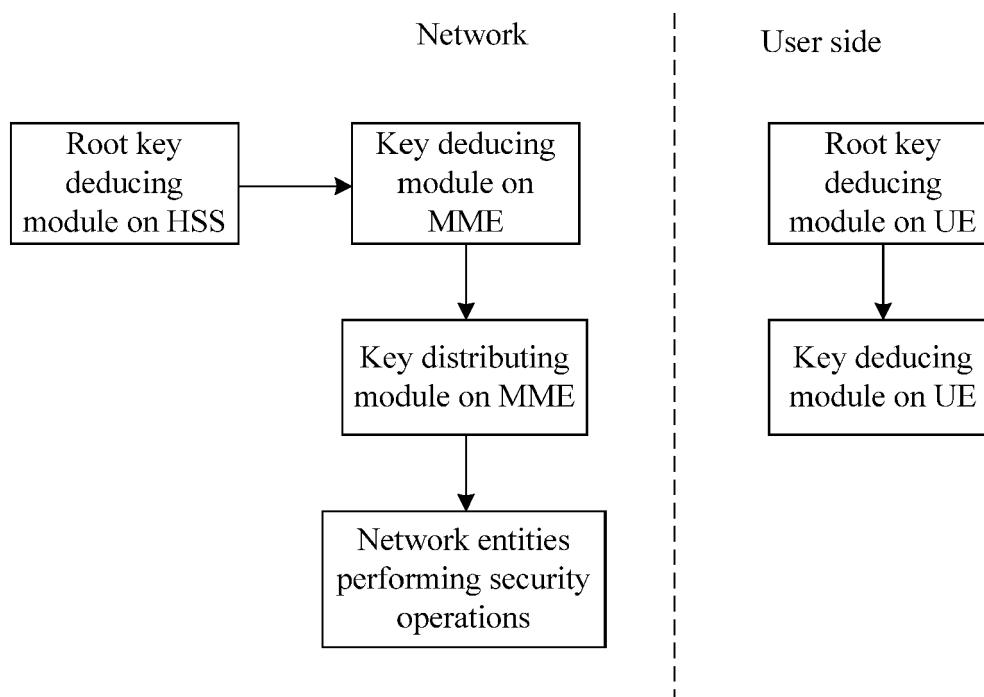 Network
User side
Root key
deducing
module on HSS
Key deducing
module on
MME
Root key
deducing
module on UE
Key distributing
module on MME
Key deducing
module on UE
Network entities
performing security
operations